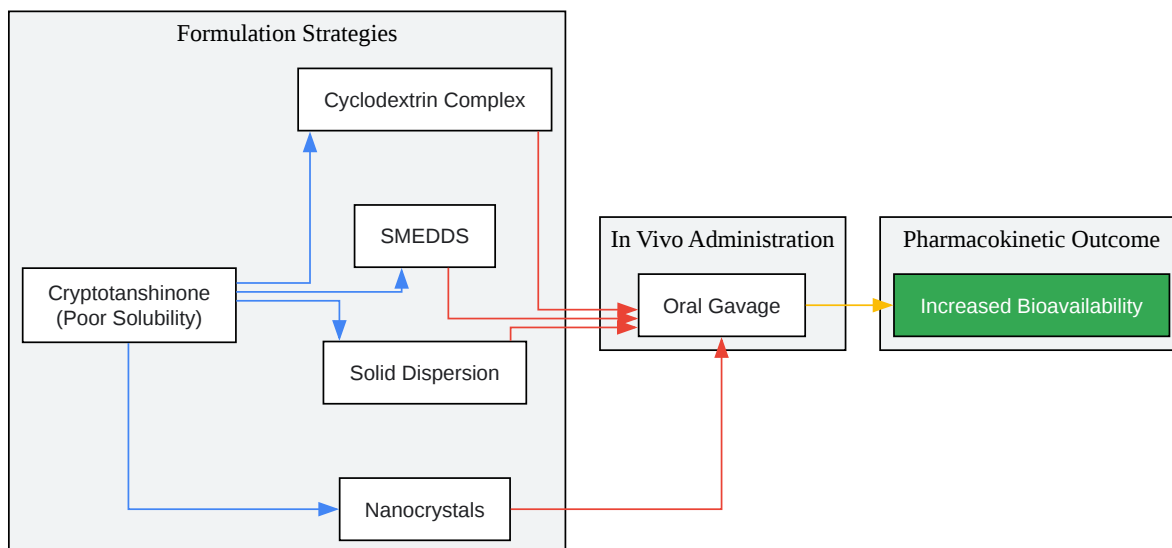 Formulation Strategies
Cyclodextrin Complex
SMEDDS
Cryptotanshinone
(Poor Solubility)
Solid Dispersion
Nanocrystals
In Vivo Administration
Oral Gavage
Pharmacokinetic Outcome
Increased Bioavailability